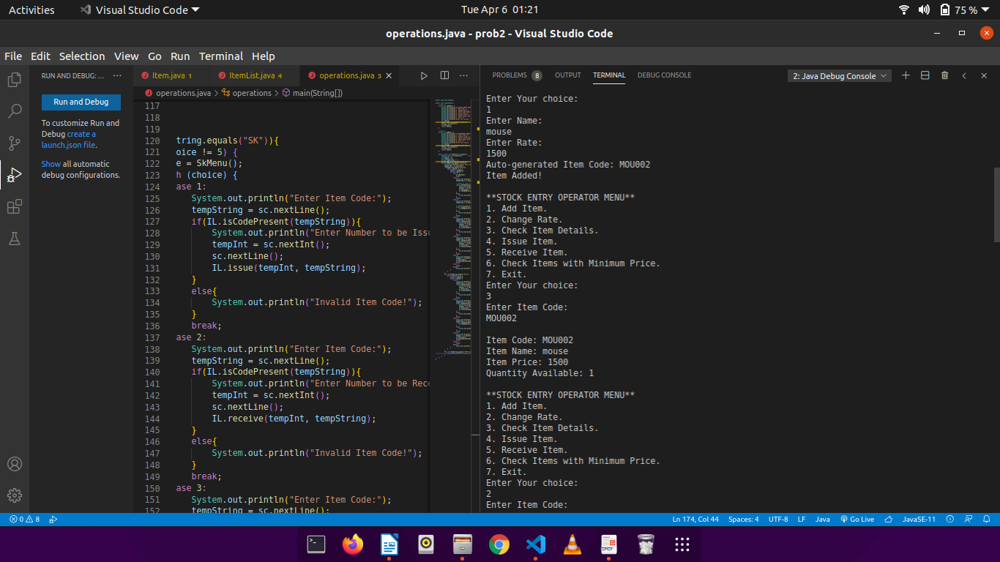 Activities Visual Studio Code Tue Apr 6 01:21 75 %
operations.java - prob2 - Visual Studio Code
File Edit Selection View Go Run Terminal Help
RUN AND DEBUG: ... ···
Run and Debug
To customize Run and
Debug create a
launch.json file.
Show all automatic
debug configurations.
Item.java 1 ItemList.java 4 operations.java 3
operations.java > operations > main(String[])
117
118
119
120 tring.equals("SK")){
121 oice != 5) {
122 e = SkMenu();
123 h (choice) {
124 ase 1:
125 System.out.println("Enter Item Code:");
126 tempString = sc.nextLine();
127 if(IL.isCodePresent(tempString)){
128 System.out.println("Enter Number to be Issu
129 tempInt = sc.nextInt();
130 sc.nextLine();
131 IL.issue(tempInt, tempString);
132 }
133 else{
134 System.out.println("Invalid Item Code!");
135 }
136 break;
137 ase 2:
138 System.out.println("Enter Item Code:");
139 tempString = sc.nextLine();
140 if(IL.isCodePresent(tempString)){
141 System.out.println("Enter Number to be Rece
142 tempInt = sc.nextInt();
143 sc.nextLine();
144 IL.receive(tempInt, tempString);
145 }
146 else{
147 System.out.println("Invalid Item Code!");
148 }
149 break;
150 ase 3:
151 System.out.println("Enter Item Code:");
152 tempString = sc.nextLine();
PROBLEMS 8 OUTPUT TERMINAL DEBUG CONSOLE 2: Java Debug Console
Enter Your choice:
1
Enter Name:
mouse
Enter Rate:
1500
Auto-generated Item Code: MOU002
Item Added!
**STOCK ENTRY OPERATOR MENU**
1. Add Item.
2. Change Rate.
3. Check Item Details.
4. Issue Item.
5. Receive Item.
6. Check Items with Minimum Price.
7. Exit.
Enter Your choice:
3
Enter Item Code:
MOU002
Item Code: MOU002
Item Name: mouse
Item Price: 1500
Quantity Available: 1
**STOCK ENTRY OPERATOR MENU**
1. Add Item.
2. Change Rate.
3. Check Item Details.
4. Issue Item.
5. Receive Item.
6. Check Items with Minimum Price.
7. Exit.
Enter Your choice:
2
Enter Item Code:
0 8 Ln 174, Col 44 Spaces: 4 UTF-8 LF Java Go Live JavaSE-11